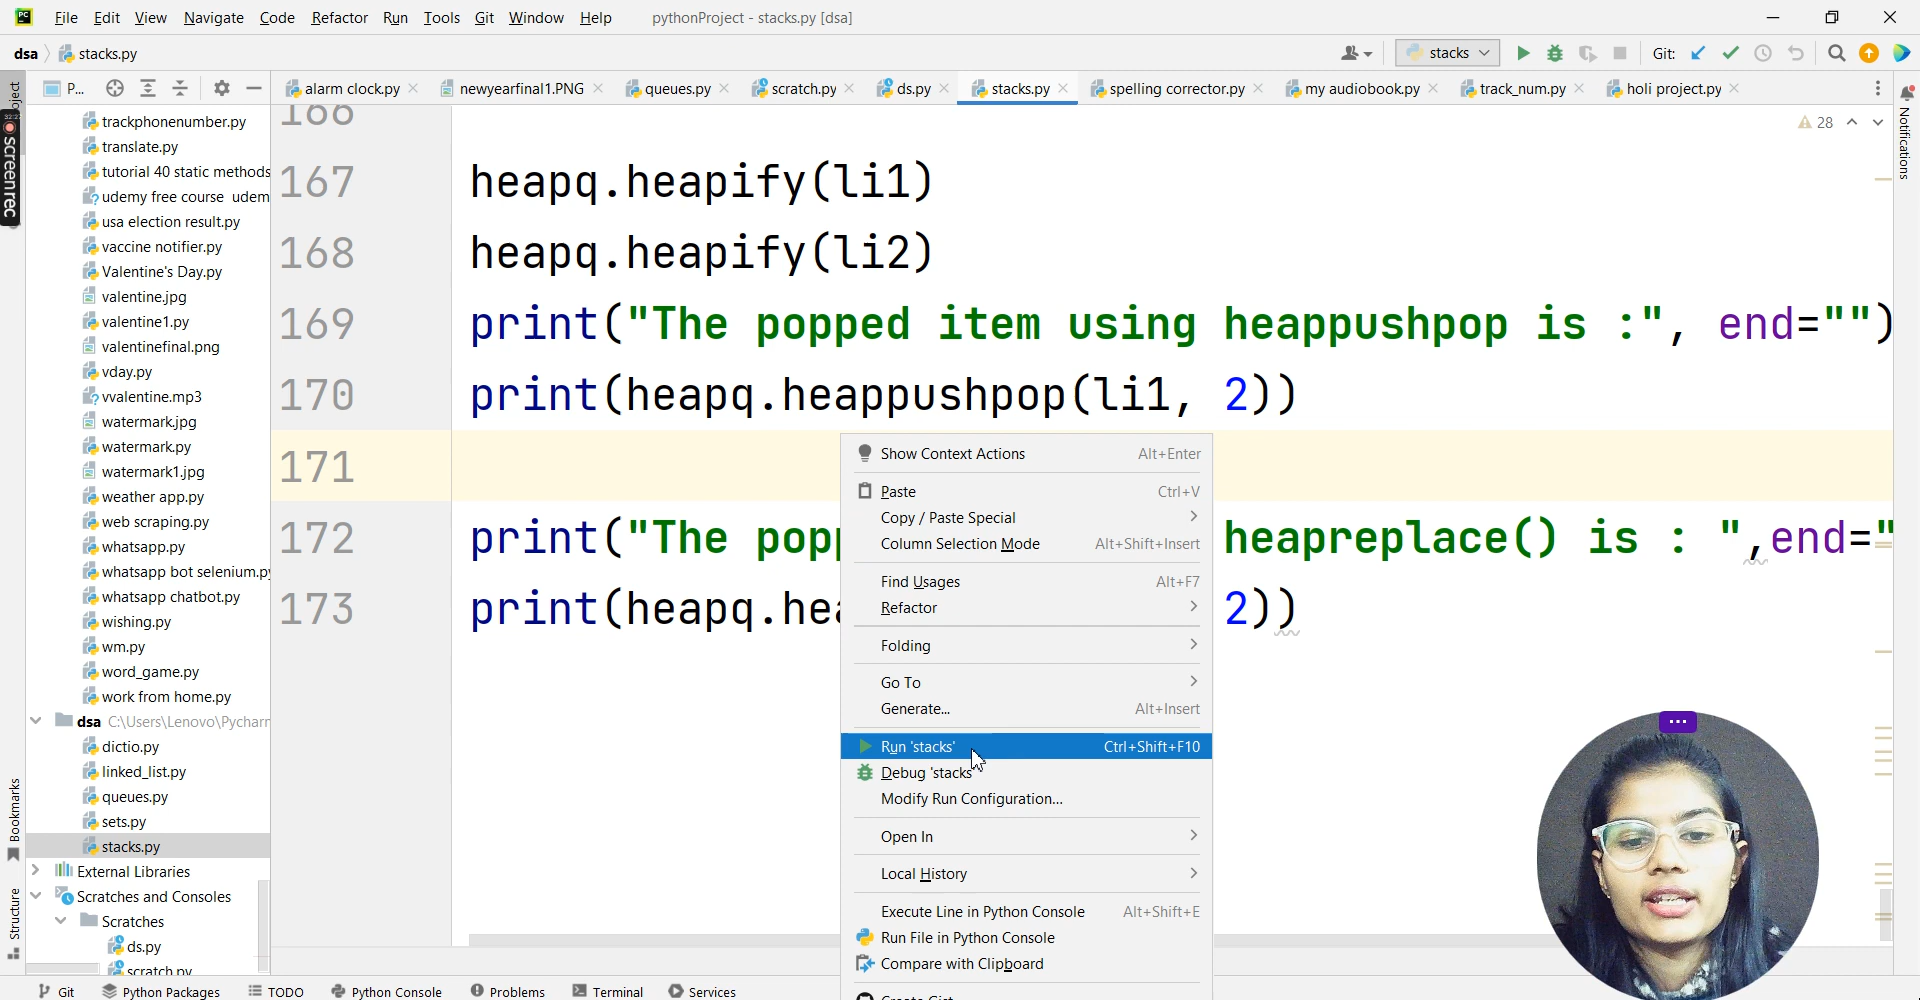 File Edit View Navigate Code Refactor Run Tools Git Window Help pythonProject - stacks.py [dsa]
dsa stacks.py stacks Git:
P... alarm clock.py newyearfinal1.PNG queues.py scratch.py ds.py stacks.py spelling corrector.py my audiobook.py track_num.py holi project.py
28
Notifications
screenrec
trackphonenumber.py
translate.py
tutorial 40 static methods
udemy free course udem
usa election result.py
vaccine notifier.py
Valentine's Day.py
valentine.jpg
valentine1.py
valentinefinal.png
vday.py
vvalentine.mp3
watermark.jpg
watermark.py
watermark1.jpg
weather app.py
web scraping.py
whatsapp.py
whatsapp bot selenium.py
whatsapp chatbot.py
wishing.py
wm.py
word_game.py
work from home.py
dsa C:\Users\Lenovo\Pycharm
dictio.py
linked_list.py
queues.py
sets.py
stacks.py
External Libraries
Scratches and Consoles
Scratches
ds.py
scratch.py
Bookmarks
Structure
166
167 heapq.heapify(li1)
168 heapq.heapify(li2)
169 print("The popped item using heappushpop is :", end="")
170 print(heapq.heappushpop(li1, 2))
171
172 print("The popp heapreplace() is : ",end="
173 print(heapq.hea 2))
Show Context Actions Alt+Enter
Paste Ctrl+V
Copy / Paste Special
Column Selection Mode Alt+Shift+Insert
Find Usages Alt+F7
Refactor
Folding
Go To
Generate... Alt+Insert
Run 'stacks' Ctrl+Shift+F10
Debug 'stacks'
Modify Run Configuration...
Open In
Local History
Execute Line in Python Console Alt+Shift+E
Run File in Python Console
Compare with Clipboard
Create Gist
Git Python Packages TODO Python Console Problems Terminal Services